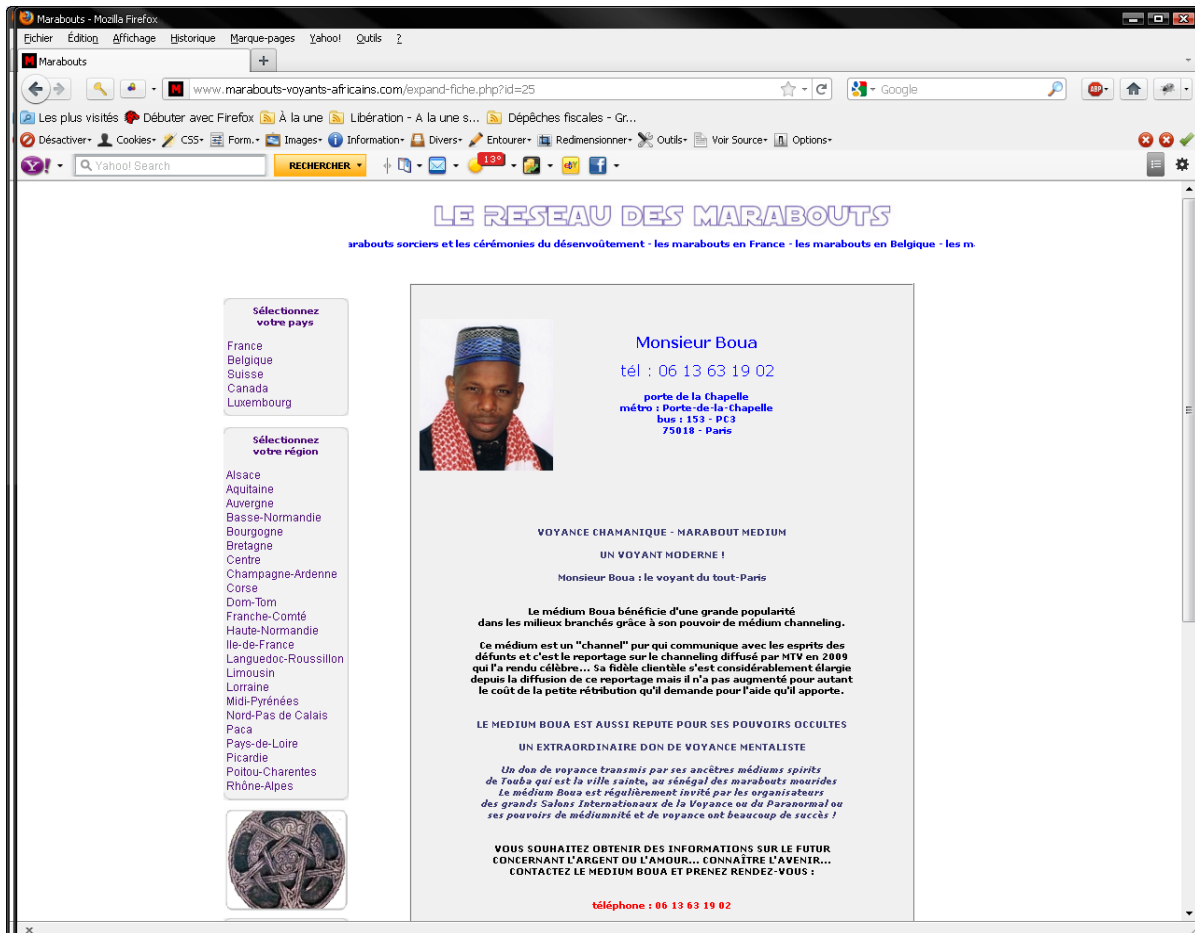 Marabouts - Mozilla Firefox
Fichier Édition Affichage Historique Marque-pages Yahoo! Outils ?
Marabouts
www.marabouts-voyants-africains.com/expand-fiche.php?id=25
Google
ABP
Les plus visités Débuter avec Firefox À la une Libération - A la une s... Dépêches fiscales - Gr...
Désactiver Cookies CSS Form. Images Information Divers Entourer Redimensionner Outils Voir Source Options
Y! Yahoo! Search RECHERCHER 13° eBY f
LE RESEAU DES MARABOUTS
arabouts sorciers et les cérémonies du désenvoûtement - les marabouts en France - les marabouts en Belgique - les m
Sélectionnez
votre pays
France
Belgique
Suisse
Canada
Luxembourg
Sélectionnez
votre région
Alsace
Aquitaine
Auvergne
Basse-Normandie
Bourgogne
Bretagne
Centre
Champagne-Ardenne
Corse
Dom-Tom
Franche-Comté
Haute-Normandie
Ile-de-France
Languedoc-Roussillon
Limousin
Lorraine
Midi-Pyrénées
Nord-Pas de Calais
Paca
Pays-de-Loire
Picardie
Poitou-Charentes
Rhône-Alpes
Monsieur Boua
tél : 06 13 63 19 02
porte de la Chapelle
métro : Porte-de-la-Chapelle
bus : 153 - PC3
75018 - Paris
VOYANCE CHAMANIQUE - MARABOUT MEDIUM
UN VOYANT MODERNE !
Monsieur Boua : le voyant du tout-Paris
Le médium Boua bénéficie d'une grande popularité
dans les milieux branchés grâce à son pouvoir de médium channeling.
Ce médium est un "channel" pur qui communique avec les esprits des
défunts et c'est le reportage sur le channeling diffusé par MTV en 2009
qui l'a rendu célèbre... Sa fidèle clientèle s'est considérablement élargie
depuis la diffusion de ce reportage mais il n'a pas augmenté pour autant
le coût de la petite rétribution qu'il demande pour l'aide qu'il apporte.
LE MEDIUM BOUA EST AUSSI REPUTE POUR SES POUVOIRS OCCULTES
UN EXTRAORDINAIRE DON DE VOYANCE MENTALISTE
Un don de voyance transmis par ses ancêtres médiums spirits
de Touba qui est la ville sainte, au sénégal des marabouts mourides
Le médium Boua est régulièrement invité par les organisateurs
des grands Salons Internationaux de la Voyance ou du Paranormal ou
ses pouvoirs de médiumnité et de voyance ont beaucoup de succès !
VOUS SOUHAITEZ OBTENIR DES INFORMATIONS SUR LE FUTUR
CONCERNANT L'ARGENT OU L'AMOUR... CONNAÎTRE L'AVENIR...
CONTACTEZ LE MEDIUM BOUA ET PRENEZ RENDEZ-VOUS :
téléphone : 06 13 63 19 02